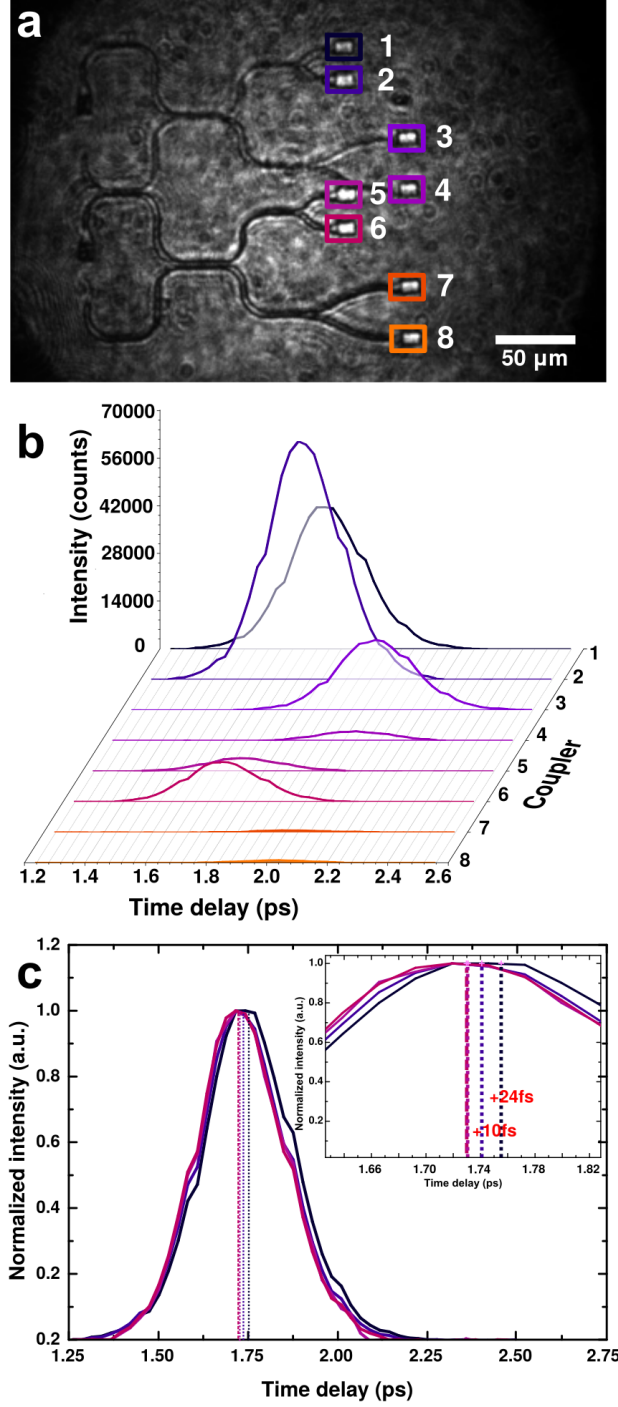 a
1
2
3
5
4
6
7
8
50 µm
b
70000
56000
42000
28000
14000
0
Intensity (counts)
1
2
3
4
5
6
7
8
Coupler
1.2 1.4 1.6 1.8 2.0 2.2 2.4 2.6
Time delay (ps)
c
1.2
1.0
0.8
0.6
0.4
0.2
0.2
Normalized intensity (a.u.)
1.25 1.50 1.75 2.00 2.25 2.50 2.75
Time delay (ps)
1.0
0.8
0.6
0.4
0.2
Normalized intensity (a.u.)
+24fs
+10fs
1.66 1.70 1.74 1.78 1.82
Time delay (ps)